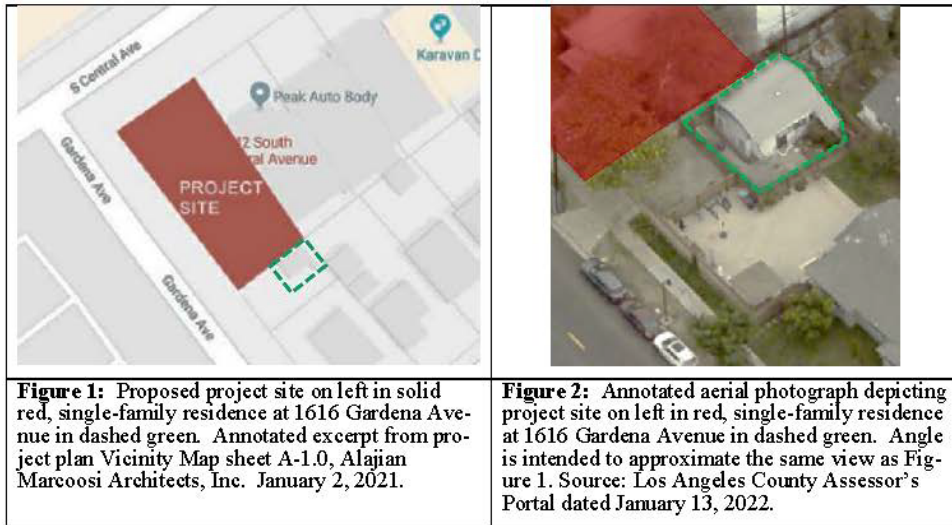 S Central Ave
Karavan D
Peak Auto Body
12 South
ral Avenue
Gardena Ave
PROJECT
SITE
Gardena Ave
Figure 1: Proposed project site on left in solid
red, single-family residence at 1616 Gardena Ave-
nue in dashed green. Annotated excerpt from pro-
ject plan Vicinity Map sheet A-1.0, Alajian
Marcoosi Architects, Inc. January 2, 2021.
Figure 2: Annotated aerial photograph depicting
project site on left in red, single-family residence
at 1616 Gardena Avenue in dashed green. Angle
is intended to approximate the same view as Fig-
ure 1. Source: Los Angeles County Assessor's
Portal dated January 13, 2022.